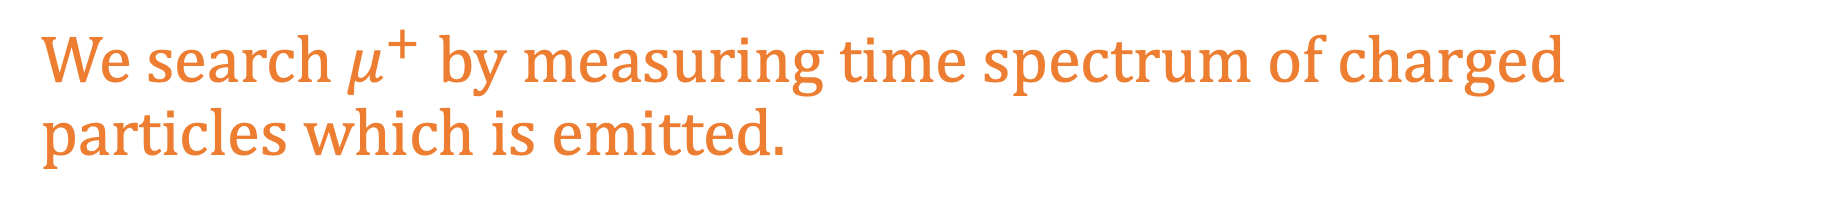 We search μ⁺ by measuring time spectrum of charged
particles which is emitted.